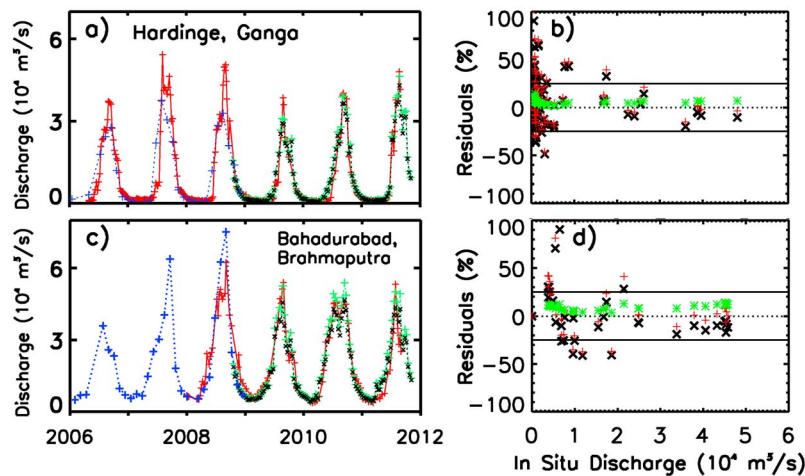 a) Hardinge, Ganga
Discharge (10⁴ m³/s)
6
3
0
b)
Residuals (%)
100
50
0
−50
−100
c) Bahadurabad,
Brahmaputra
Discharge (10⁴ m³/s)
6
3
0
2006 2008 2010 2012
d)
Residuals (%)
100
50
0
−50
−100
0 1 2 3 4 5 6
In Situ Discharge (10⁴ m³/s)